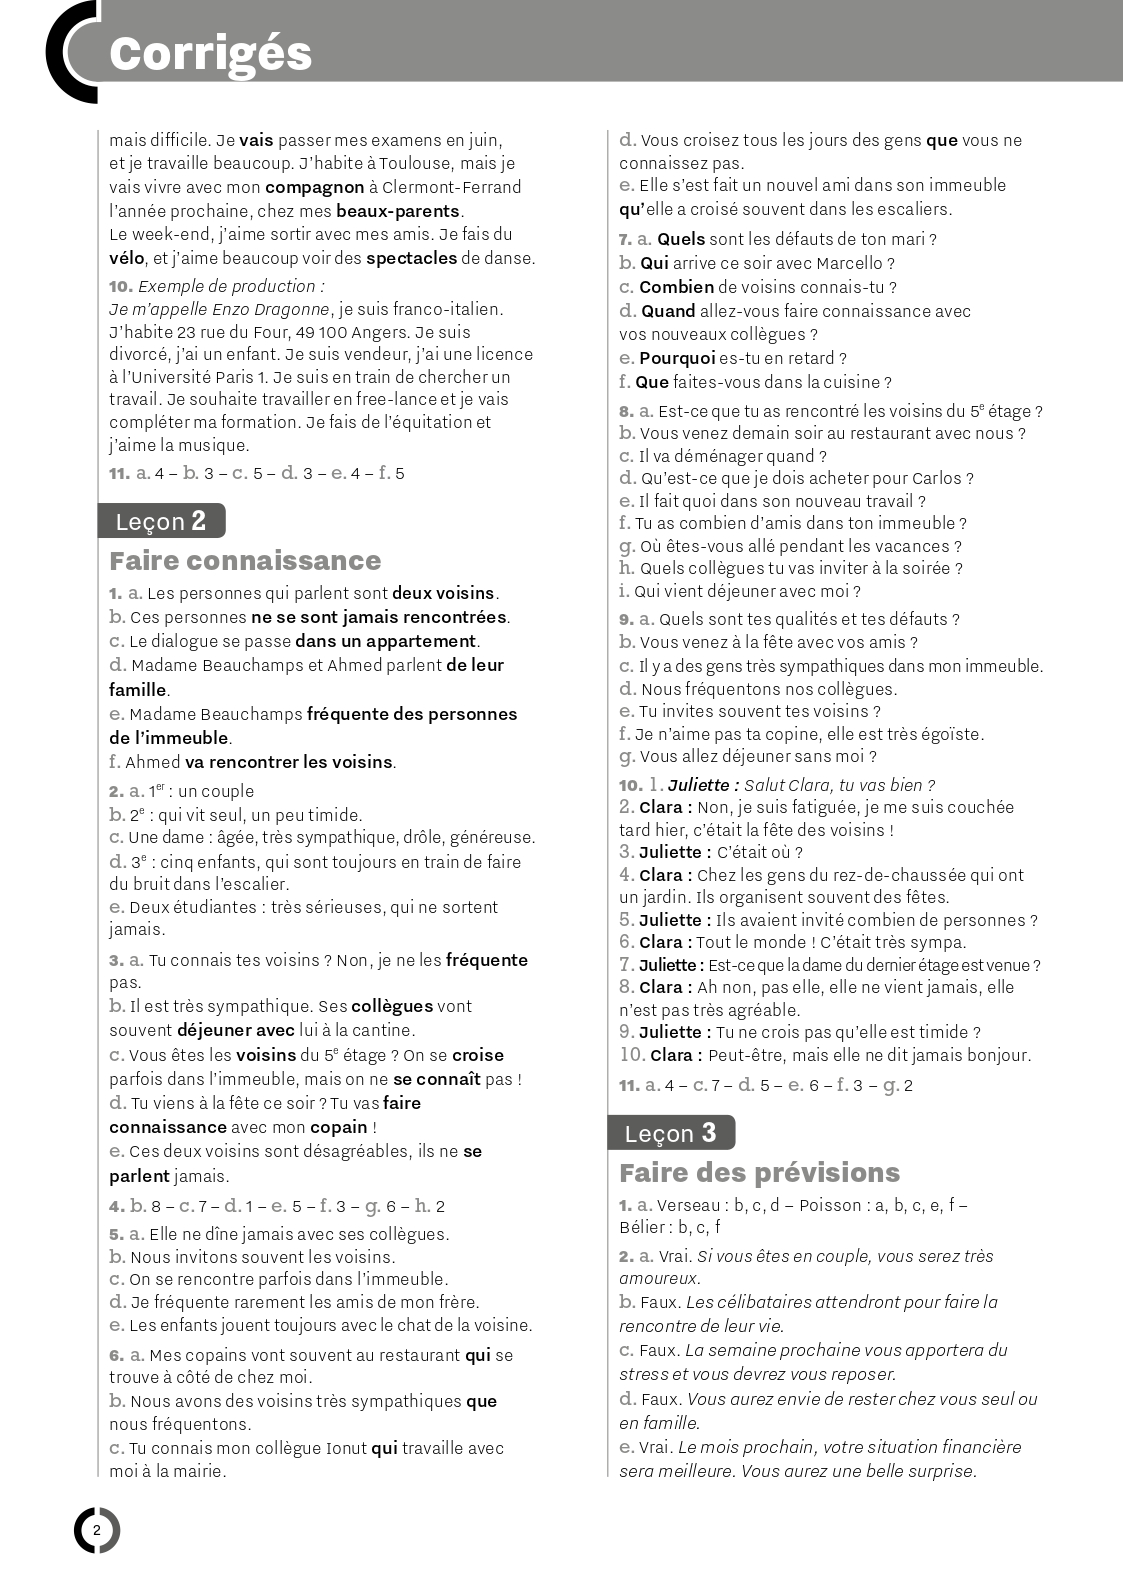 Corrigés
mais difficile. Je vais passer mes examens en juin,
et je travaille beaucoup. J’habite à Toulouse, mais je
vais vivre avec mon compagnon à Clermont-Ferrand
l’année prochaine, chez mes beaux-parents.
Le week-end, j’aime sortir avec mes amis. Je fais du
vélo, et j’aime beaucoup voir des spectacles de danse.
10. Exemple de production :
Je m’appelle Enzo Dragonne, je suis franco-italien.
J’habite 23 rue du Four, 49 100 Angers. Je suis
divorcé, j’ai un enfant. Je suis vendeur, j’ai une licence
à l’Université Paris 1. Je suis en train de chercher un
travail. Je souhaite travailler en free-lance et je vais
compléter ma formation. Je fais de l’équitation et
j’aime la musique.
11. a. 4 – b. 3 – c. 5 – d. 3 – e. 4 – f. 5
Leçon 2
Faire connaissance
1. a. Les personnes qui parlent sont deux voisins.
b. Ces personnes ne se sont jamais rencontrées.
c. Le dialogue se passe dans un appartement.
d. Madame Beauchamps et Ahmed parlent de leur
famille.
e. Madame Beauchamps fréquente des personnes
de l’immeuble.
f. Ahmed va rencontrer les voisins.
2. a. 1er : un couple
b. 2e : qui vit seul, un peu timide.
c. Une dame : âgée, très sympathique, drôle, généreuse.
d. 3e : cinq enfants, qui sont toujours en train de faire
du bruit dans l’escalier.
e. Deux étudiantes : très sérieuses, qui ne sortent
jamais.
3. a. Tu connais tes voisins ? Non, je ne les fréquente
pas.
b. Il est très sympathique. Ses collègues vont
souvent déjeuner avec lui à la cantine.
c. Vous êtes les voisins du 5e étage ? On se croise
parfois dans l’immeuble, mais on ne se connaît pas !
d. Tu viens à la fête ce soir ? Tu vas faire
connaissance avec mon copain !
e. Ces deux voisins sont désagréables, ils ne se
parlent jamais.
4. b. 8 – c. 7 – d. 1 – e. 5 – f. 3 – g. 6 – h. 2
5. a. Elle ne dîne jamais avec ses collègues.
b. Nous invitons souvent les voisins.
c. On se rencontre parfois dans l’immeuble.
d. Je fréquente rarement les amis de mon frère.
e. Les enfants jouent toujours avec le chat de la voisine.
6. a. Mes copains vont souvent au restaurant qui se
trouve à côté de chez moi.
b. Nous avons des voisins très sympathiques que
nous fréquentons.
c. Tu connais mon collègue Ionut qui travaille avec
moi à la mairie.
d. Vous croisez tous les jours des gens que vous ne
connaissez pas.
e. Elle s’est fait un nouvel ami dans son immeuble
qu’elle a croisé souvent dans les escaliers.
7. a. Quels sont les défauts de ton mari ?
b. Qui arrive ce soir avec Marcello ?
c. Combien de voisins connais-tu ?
d. Quand allez-vous faire connaissance avec
vos nouveaux collègues ?
e. Pourquoi es-tu en retard ?
f. Que faites-vous dans la cuisine ?
8. a. Est-ce que tu as rencontré les voisins du 5e étage ?
b. Vous venez demain soir au restaurant avec nous ?
c. Il va déménager quand ?
d. Qu’est-ce que je dois acheter pour Carlos ?
e. Il fait quoi dans son nouveau travail ?
f. Tu as combien d’amis dans ton immeuble ?
g. Où êtes-vous allé pendant les vacances ?
h. Quels collègues tu vas inviter à la soirée ?
i. Qui vient déjeuner avec moi ?
9. a. Quels sont tes qualités et tes défauts ?
b. Vous venez à la fête avec vos amis ?
c. Il y a des gens très sympathiques dans mon immeuble.
d. Nous fréquentons nos collègues.
e. Tu invites souvent tes voisins ?
f. Je n’aime pas ta copine, elle est très égoïste.
g. Vous allez déjeuner sans moi ?
10. 1. Juliette : Salut Clara, tu vas bien ?
2. Clara : Non, je suis fatiguée, je me suis couchée
tard hier, c’était la fête des voisins !
3. Juliette : C’était où ?
4. Clara : Chez les gens du rez-de-chaussée qui ont
un jardin. Ils organisent souvent des fêtes.
5. Juliette : Ils avaient invité combien de personnes ?
6. Clara : Tout le monde ! C’était très sympa.
7. Juliette : Est-ce que la dame du dernier étage est venue ?
8. Clara : Ah non, pas elle, elle ne vient jamais, elle
n’est pas très agréable.
9. Juliette : Tu ne crois pas qu’elle est timide ?
10. Clara : Peut-être, mais elle ne dit jamais bonjour.
11. a. 4 – c. 7 – d. 5 – e. 6 – f. 3 – g. 2
Leçon 3
Faire des prévisions
1. a. Verseau : b, c, d – Poisson : a, b, c, e, f –
Bélier : b, c, f
2. a. Vrai. Si vous êtes en couple, vous serez très
amoureux.
b. Faux. Les célibataires attendront pour faire la
rencontre de leur vie.
c. Faux. La semaine prochaine vous apportera du
stress et vous devrez vous reposer.
d. Faux. Vous aurez envie de rester chez vous seul ou
en famille.
e. Vrai. Le mois prochain, votre situation financière
sera meilleure. Vous aurez une belle surprise.
2